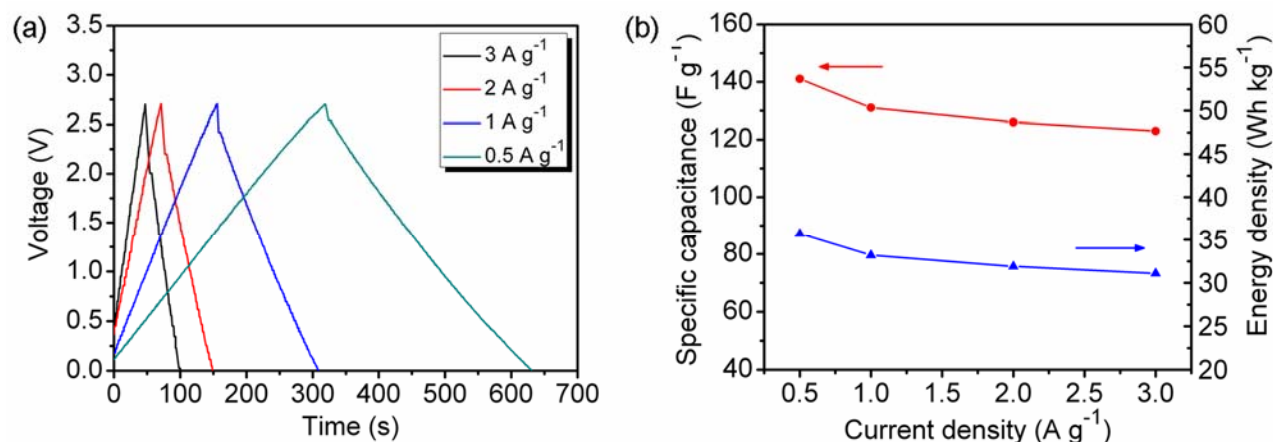 (a)
3.5
3.0
2.5
2.0
1.5
1.0
0.5
0.0
Voltage (V)
3 A g⁻¹
2 A g⁻¹
1 A g⁻¹
0.5 A g⁻¹
0 100 200 300 400 500 600 700
Time (s)
(b)
160
140
120
100
80
60
40
Specific capacitance (F g⁻¹)
60
55
50
45
40
35
30
25
20
Energy density (Wh kg⁻¹)
0.5 1.0 1.5 2.0 2.5 3.0
Current density (A g⁻¹)